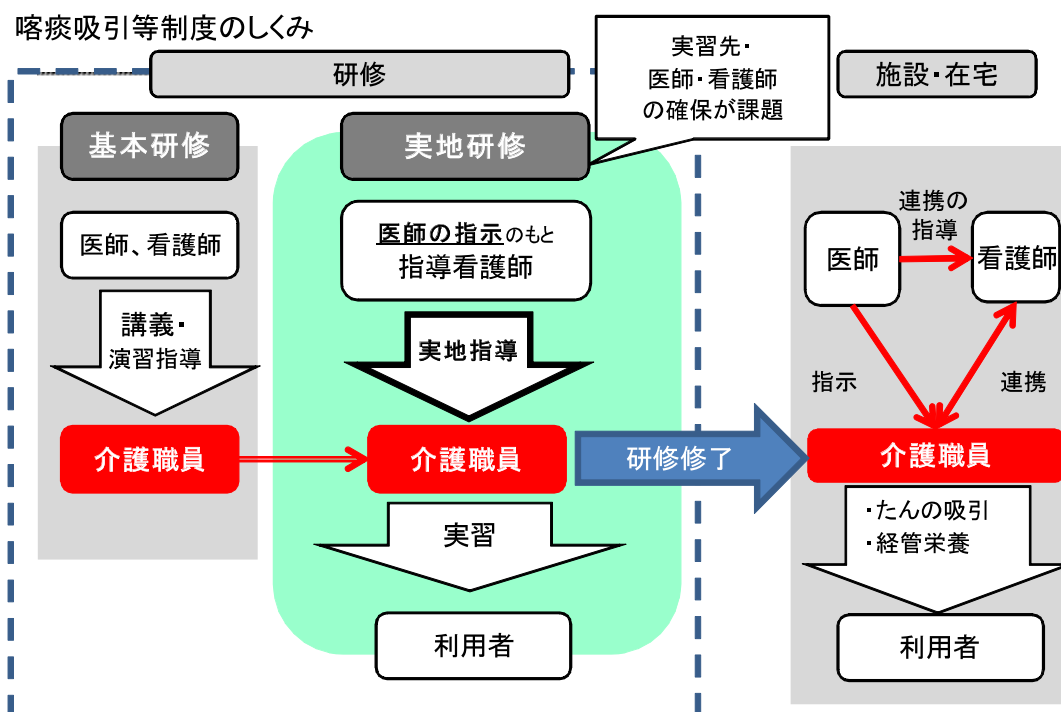 喀痰吸引等制度のしくみ
研修
実習先・
医師・看護師
の確保が課題
施設・在宅
基本研修
実地研修
医師、看護師
医師の指示のもと
指導看護師
連携の
指導
医師
看護師
講義・
演習指導
実地指導
指示
連携
介護職員
介護職員
研修修了
介護職員
実習
・たんの吸引
・経管栄養
利用者
利用者